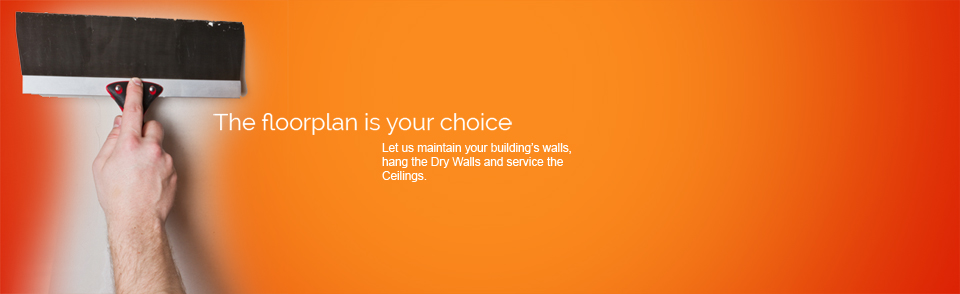 The floorplan is your choice
Let us maintain your building's walls,
hang the Dry Walls and service the
Ceilings.